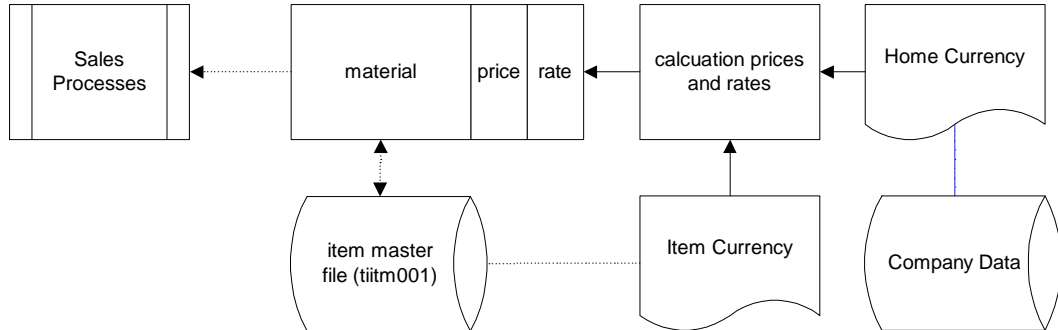 Sales
Processes
material
price
rate
calcuation prices
and rates
Home Currency
item master
file (tiitm001)
Item Currency
Company Data